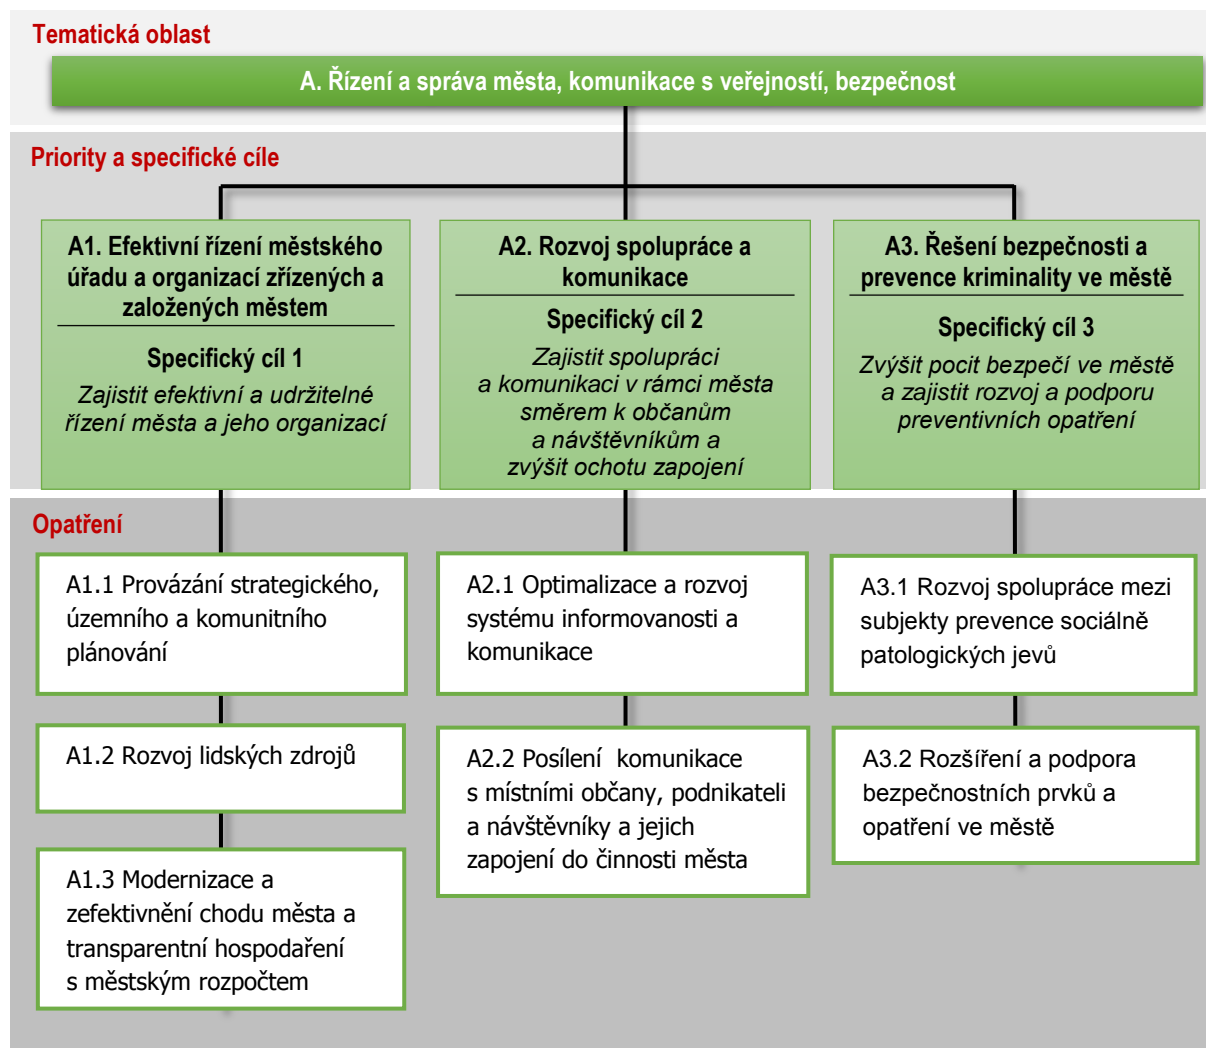 Tematická oblast
A. Řízení a správa města, komunikace s veřejností, bezpečnost
Priority a specifické cíle
A1. Efektivní řízení městského
úřadu a organizací zřízených a
založených městem
Specifický cíl 1
Zajistit efektivní a udržitelné
řízení města a jeho organizací
A2. Rozvoj spolupráce a
komunikace
Specifický cíl 2
Zajistit spolupráci
a komunikaci v rámci města
směrem k občanům
a návštěvníkům a
zvýšit ochotu zapojení
A3. Řešení bezpečnosti a
prevence kriminality ve městě
Specifický cíl 3
Zvýšit pocit bezpečí ve městě
a zajistit rozvoj a podporu
preventivních opatření
Opatření
A1.1 Provázání strategického,
územního a komunitního
plánování
A1.2 Rozvoj lidských zdrojů
A1.3 Modernizace a
zefektivnění chodu města a
transparentní hospodaření
s městským rozpočtem
A2.1 Optimalizace a rozvoj
systému informovanosti a
komunikace
A2.2 Posílení  komunikace
s místními občany, podnikateli
a návštěvníky a jejich
zapojení do činnosti města
A3.1 Rozvoj spolupráce mezi
subjekty prevence sociálně
patologických jevů
A3.2 Rozšíření a podpora
bezpečnostních prvků a
opatření ve městě